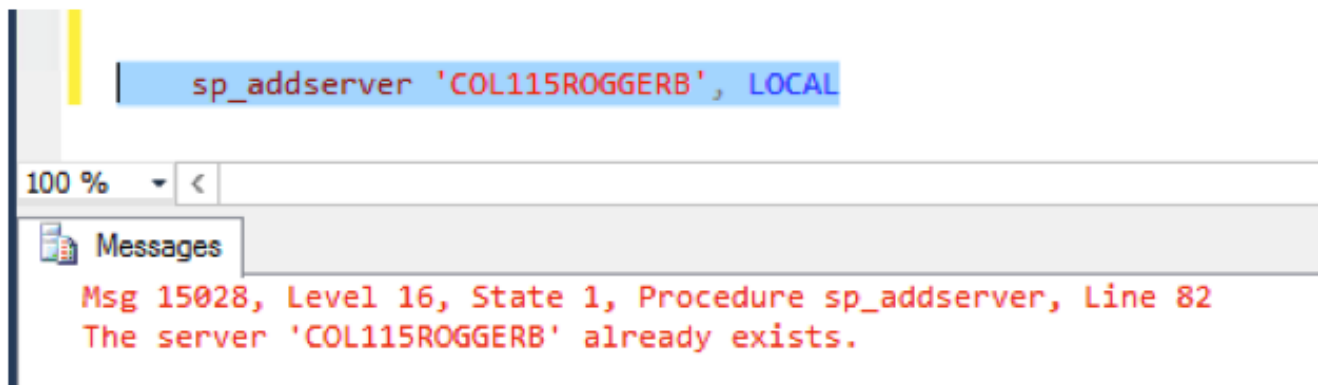 sp_addserver 'COL115ROGGERB', LOCAL
100 %
Messages
Msg 15028, Level 16, State 1, Procedure sp_addserver, Line 82
The server 'COL115ROGGERB' already exists.